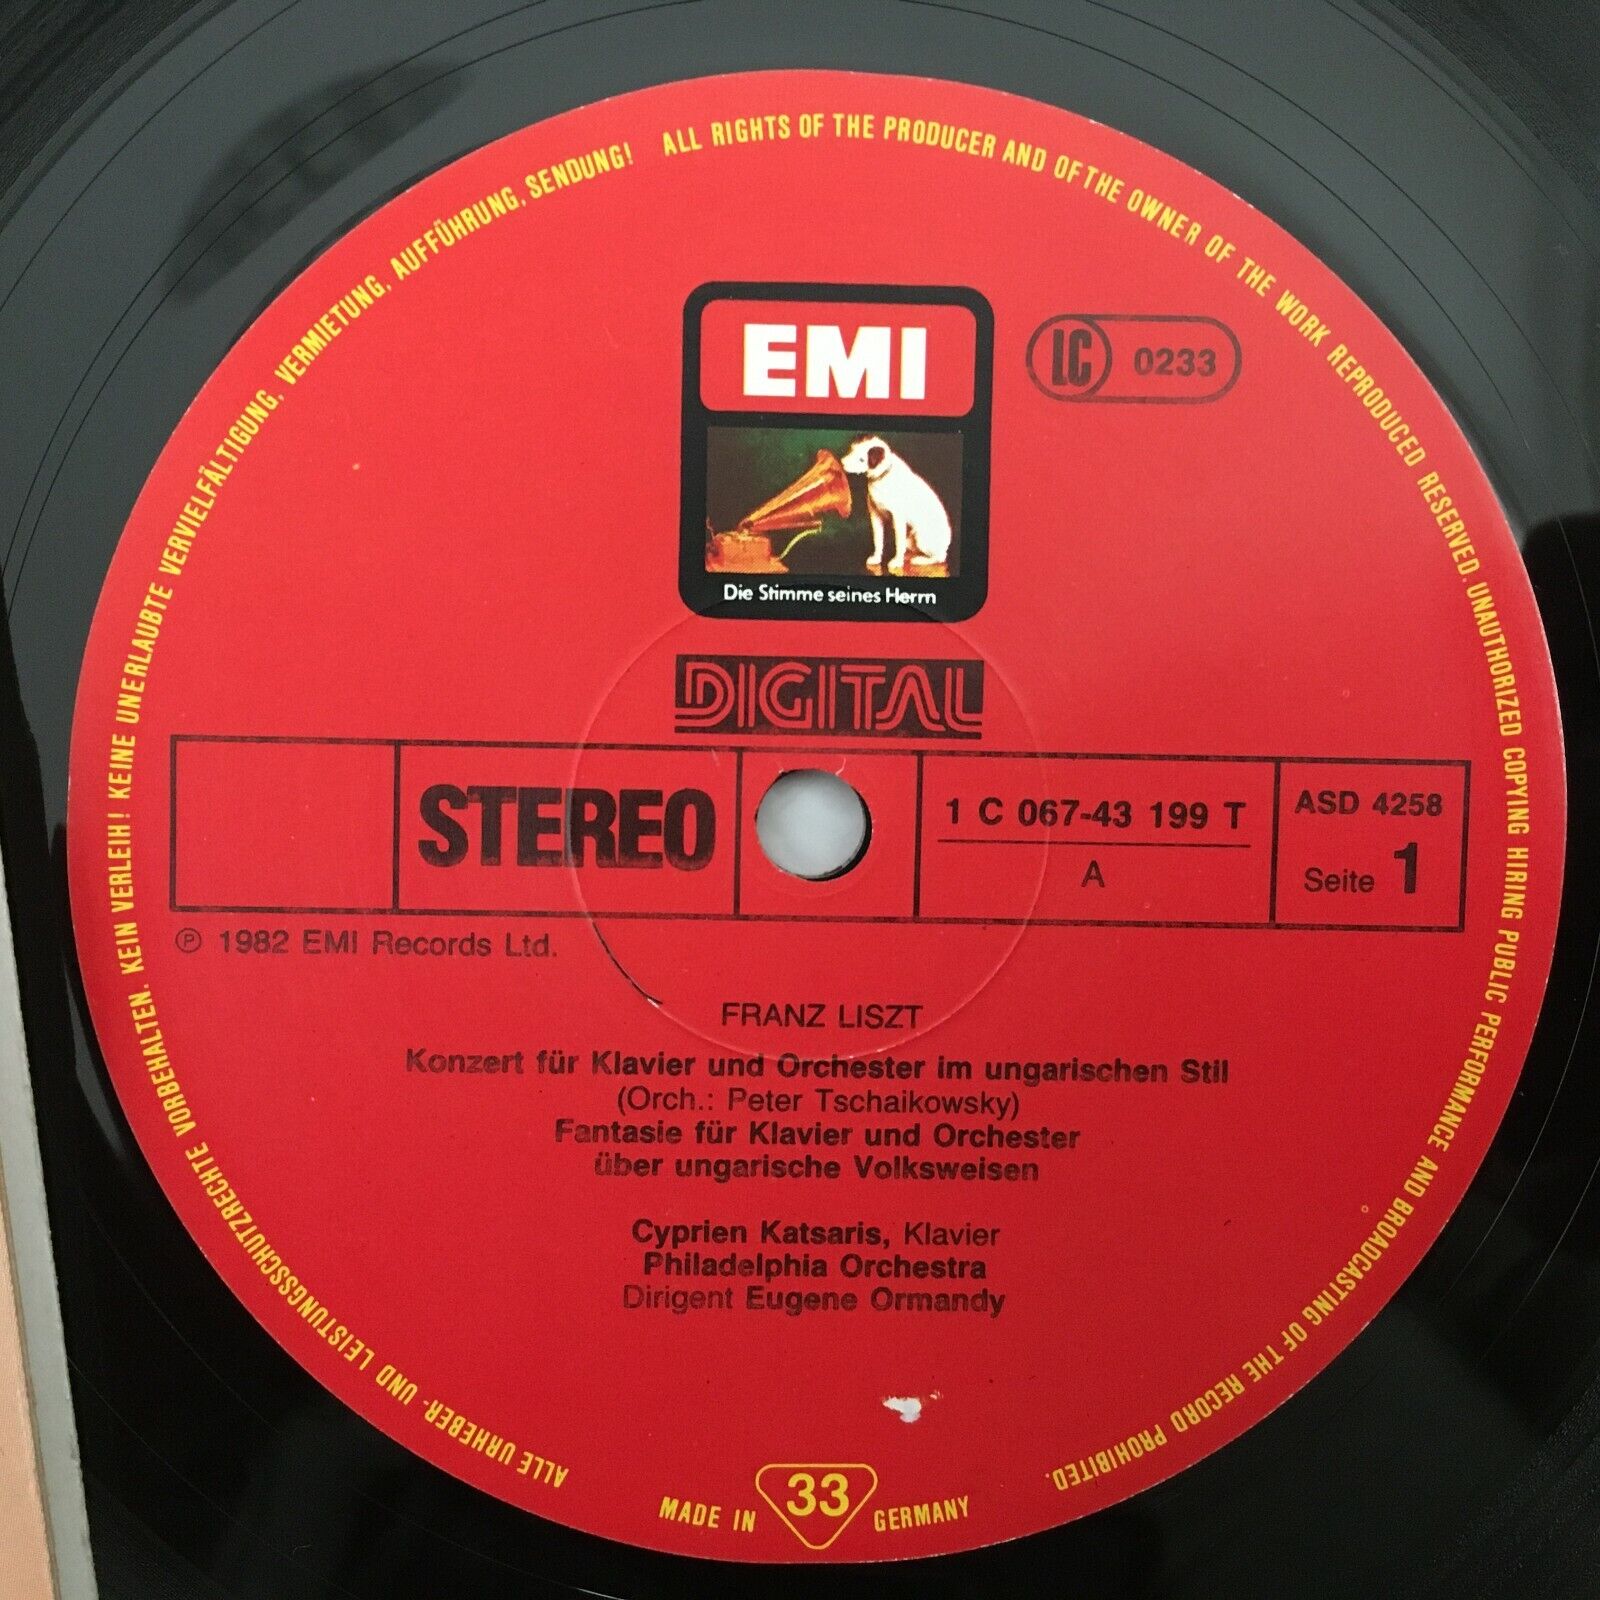 ALL RIGHTS OF THE PRODUCER AND OF THE OWNER OF THE WORK REPRODUCED RESERVED. UNAUTHORIZED COPYING HIRING PUBLIC PERFORMANCE AND BROADCASTING OF THE RECORD PROHIBITED.
ALLE URHEBER- UND LEISTUNGSSCHUTZRECHTE VORBEHALTEN. KEIN VERLEIH! KEINE UNERLAUBTE VERVIELFÄLTIGUNG, VERMIETUNG, AUFFÜHRUNG, SENDUNG!
EMI
LC 0233
Die Stimme seines Herrn
DIGITAL
STEREO
1 C 067-43 199 T
A
ASD 4258
Seite 1
℗ 1982 EMI Records Ltd.
FRANZ LISZT
Konzert für Klavier und Orchester im ungarischen Stil
(Orch.: Peter Tschaikowsky)
Fantasie für Klavier und Orchester
über ungarische Volksweisen
Cyprien Katsaris, Klavier
Philadelphia Orchestra
Dirigent Eugene Ormandy
MADE IN 33 GERMANY